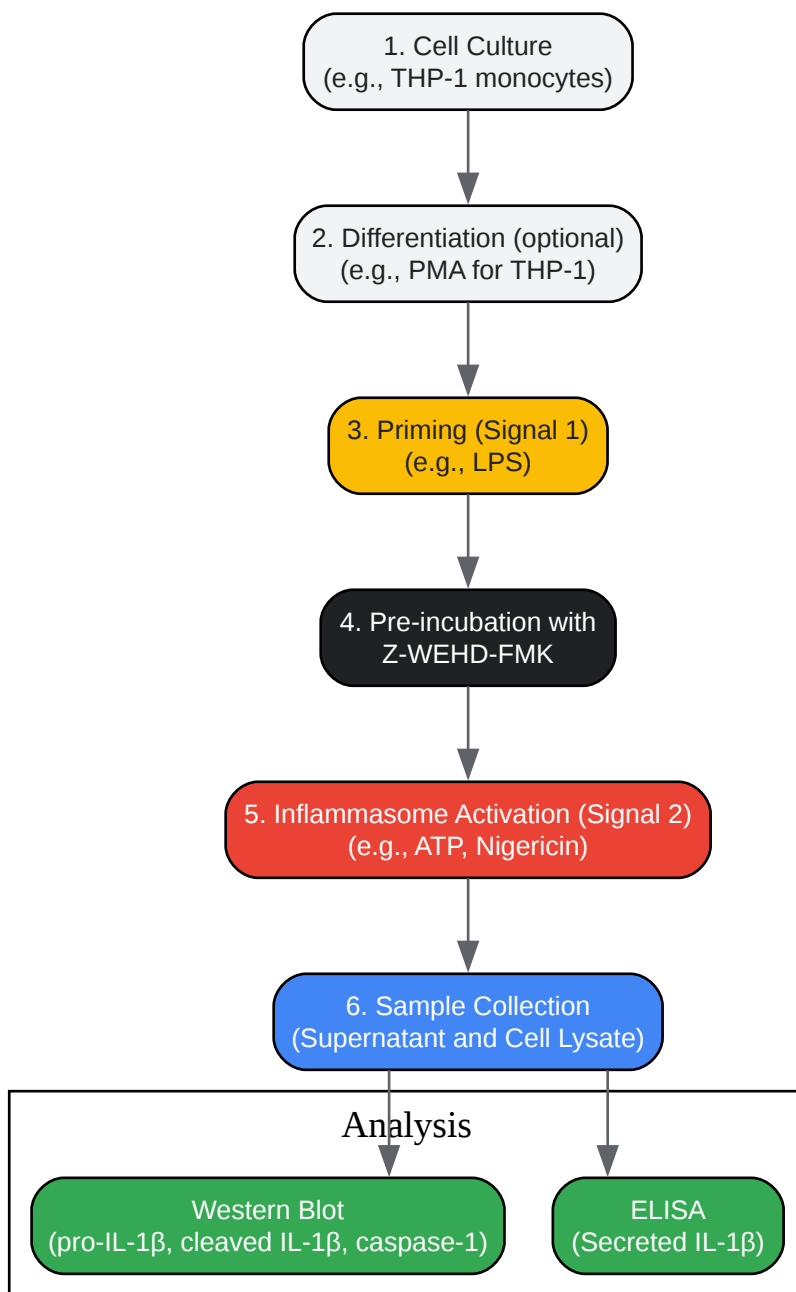 1. Cell Culture
(e.g., THP-1 monocytes)
2. Differentiation (optional)
(e.g., PMA for THP-1)
3. Priming (Signal 1)
(e.g., LPS)
4. Pre-incubation with
Z-WEHD-FMK
5. Inflammasome Activation (Signal 2)
(e.g., ATP, Nigericin)
6. Sample Collection
(Supernatant and Cell Lysate)
Analysis
Western Blot
(pro-IL-1β, cleaved IL-1β, caspase-1)
ELISA
(Secreted IL-1β)